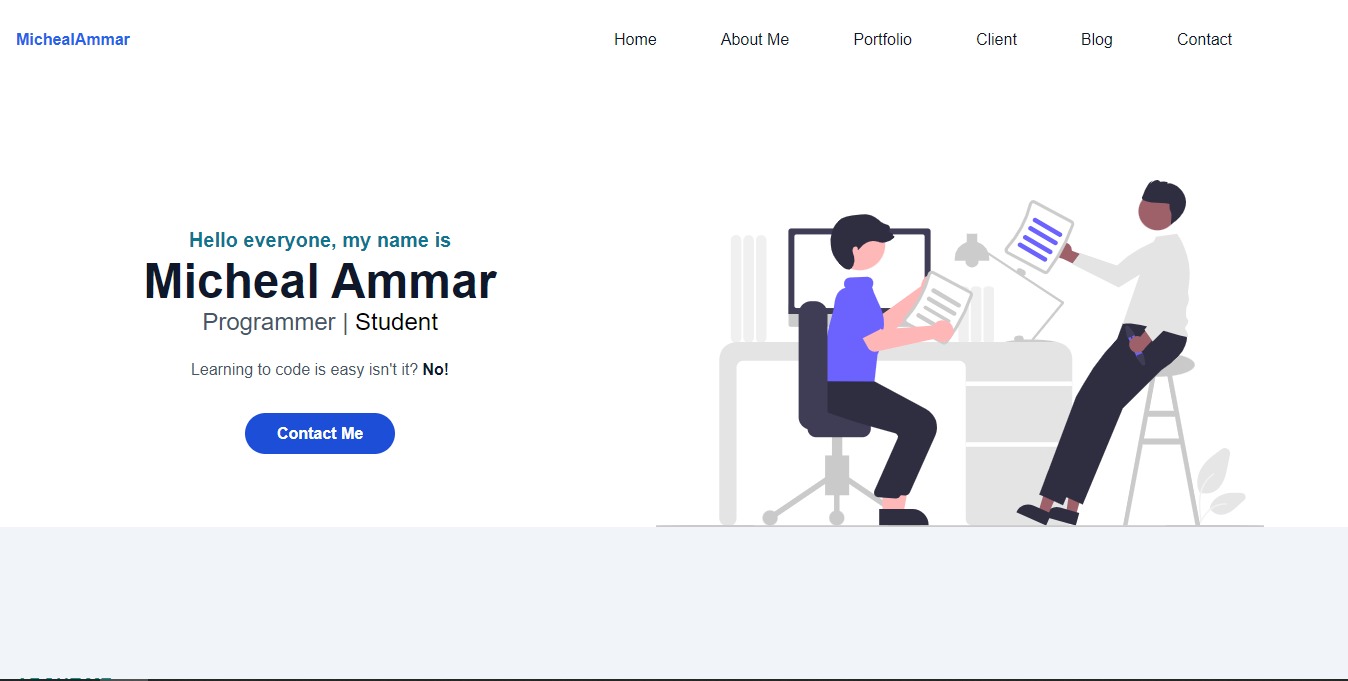 MichealAmmar
Home About Me Portfolio Client Blog Contact
Hello everyone, my name is
Micheal Ammar
Programmer | Student
Learning to code is easy isn't it? No!
Contact Me